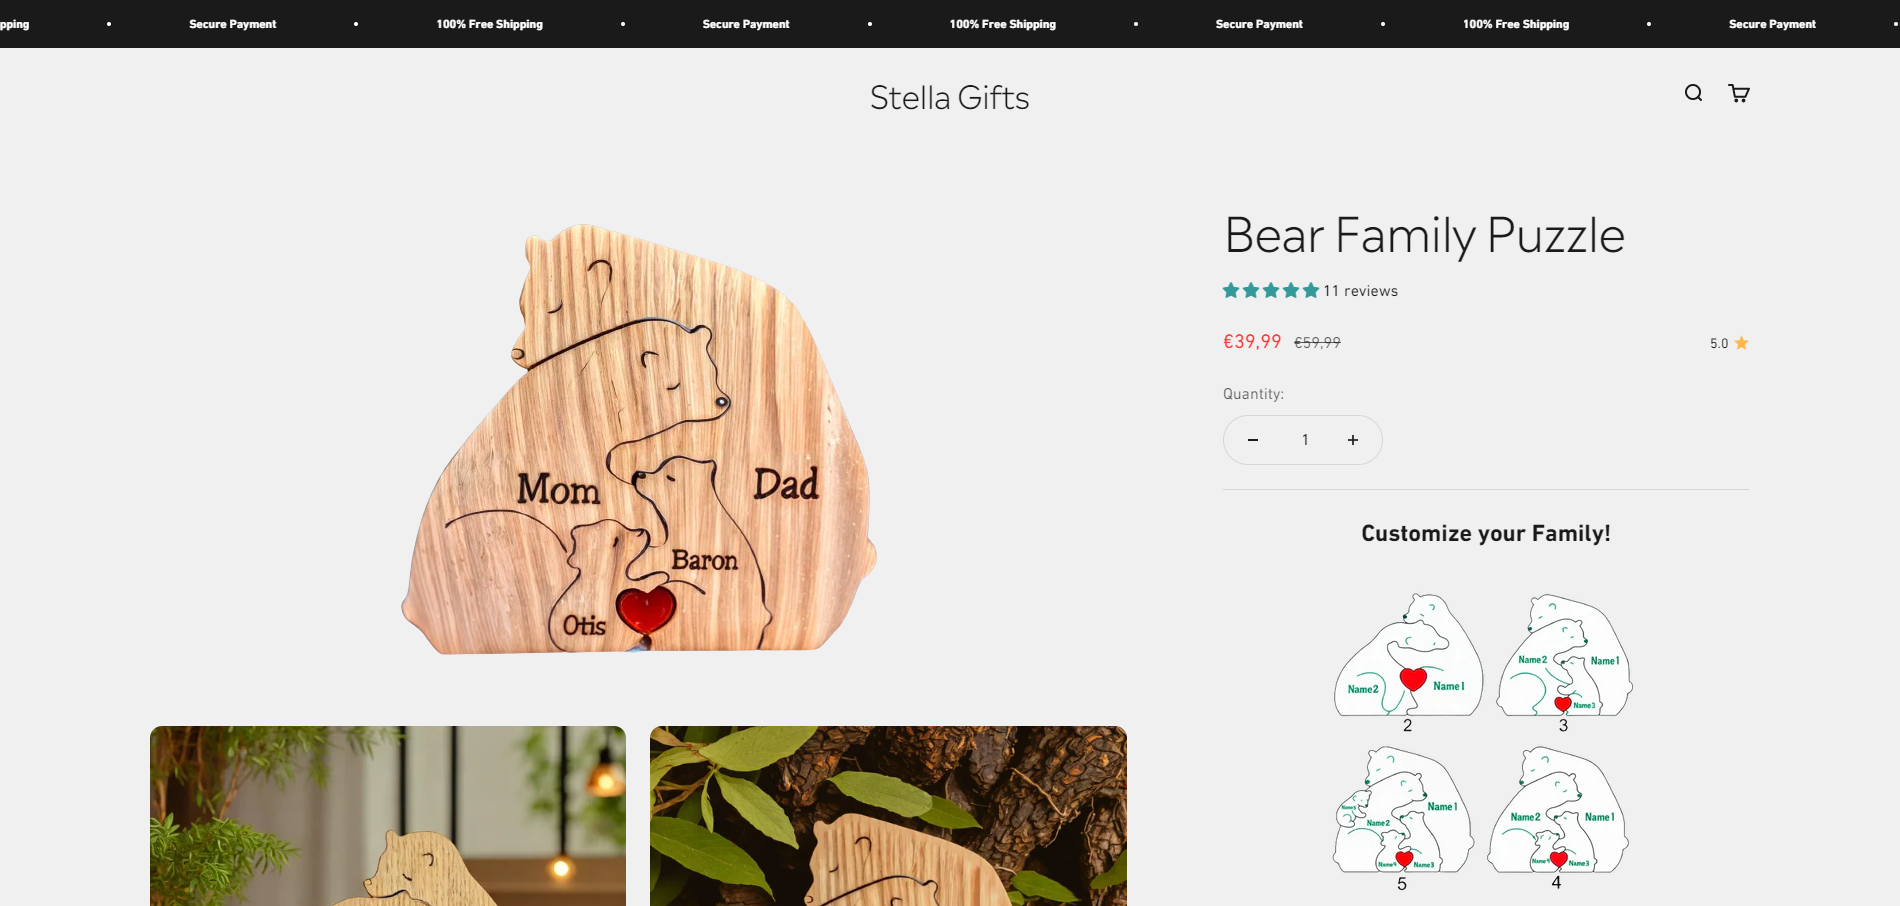 pping • Secure Payment • 100% Free Shipping • Secure Payment • 100% Free Shipping • Secure Payment • 100% Free Shipping • Secure Payment •
Stella Gifts
Bear Family Puzzle
11 reviews
€39,99 €59,99
5.0
Quantity:
1
Customize your Family!
Mom
Dad
Baron
Otis
Name2
Name1
2
Name2
Name1
Name3
3
Name5
Name1
Name2
Name4
Name3
5
Name2
Name1
Name4
Name3
4